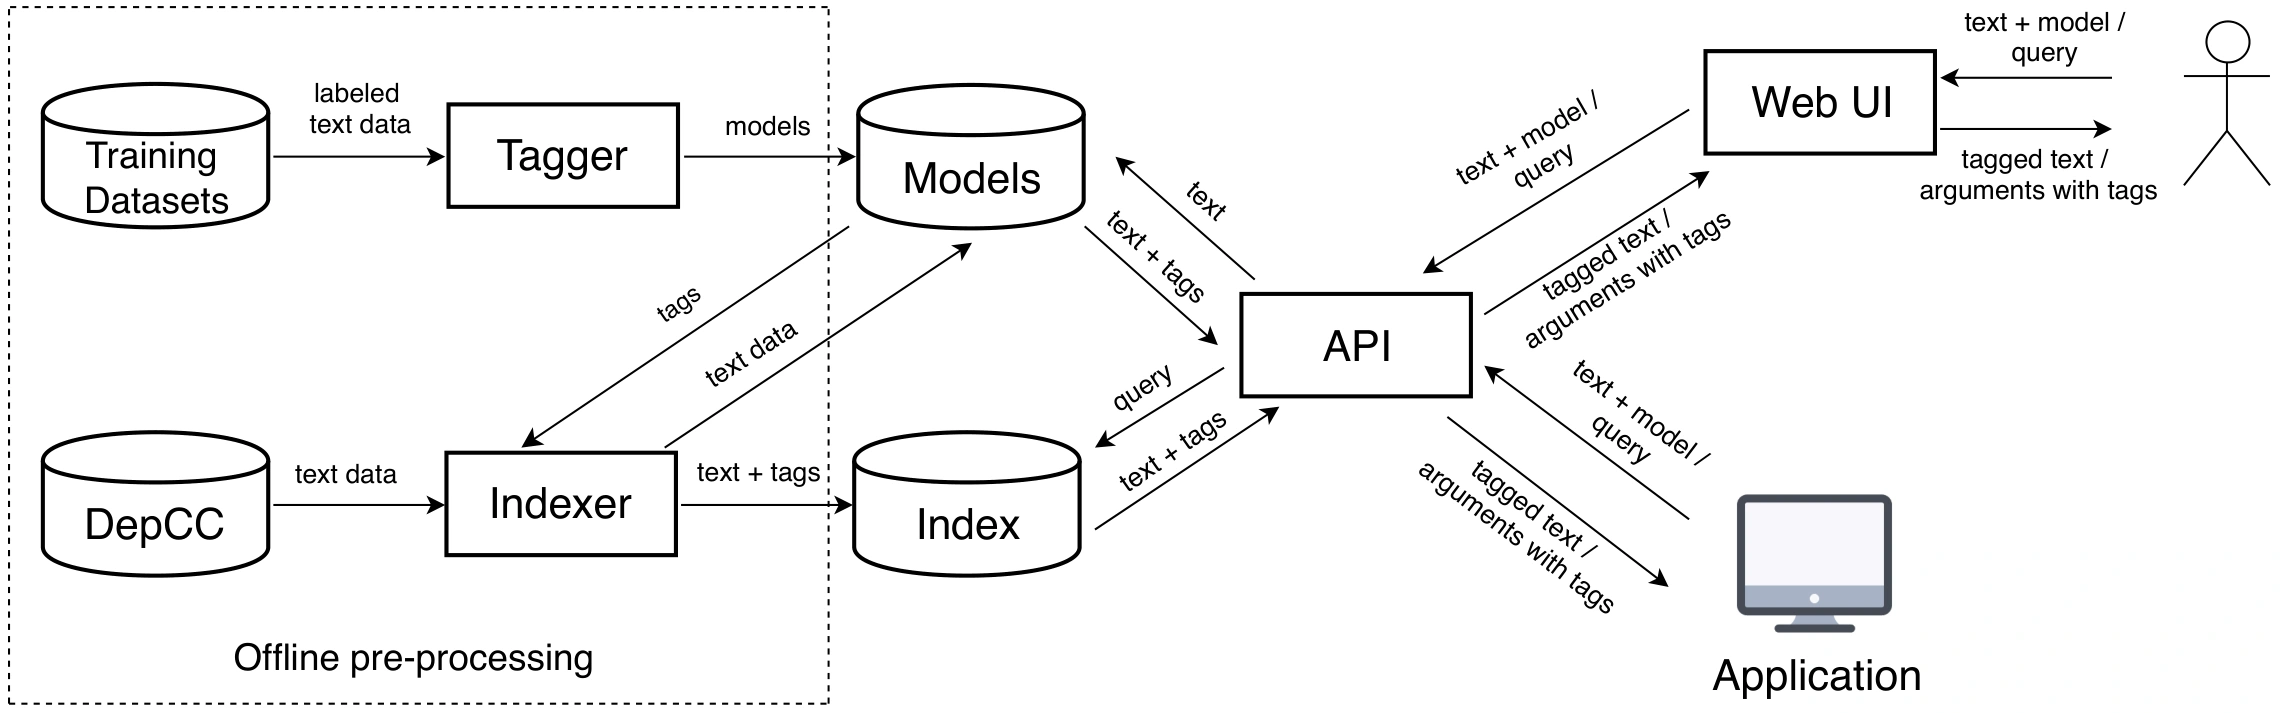 labeled
text data
Training
Datasets
Tagger
models
Models
text
text + tags
text + model /
query
tagged text /
arguments with tags
Web UI
text + model /
query
tagged text /
arguments with tags
tags
text data
API
query
text + tags
text + model /
query
tagged text /
arguments with tags
DepCC
text data
Indexer
text + tags
Index
Offline pre-processing
Application